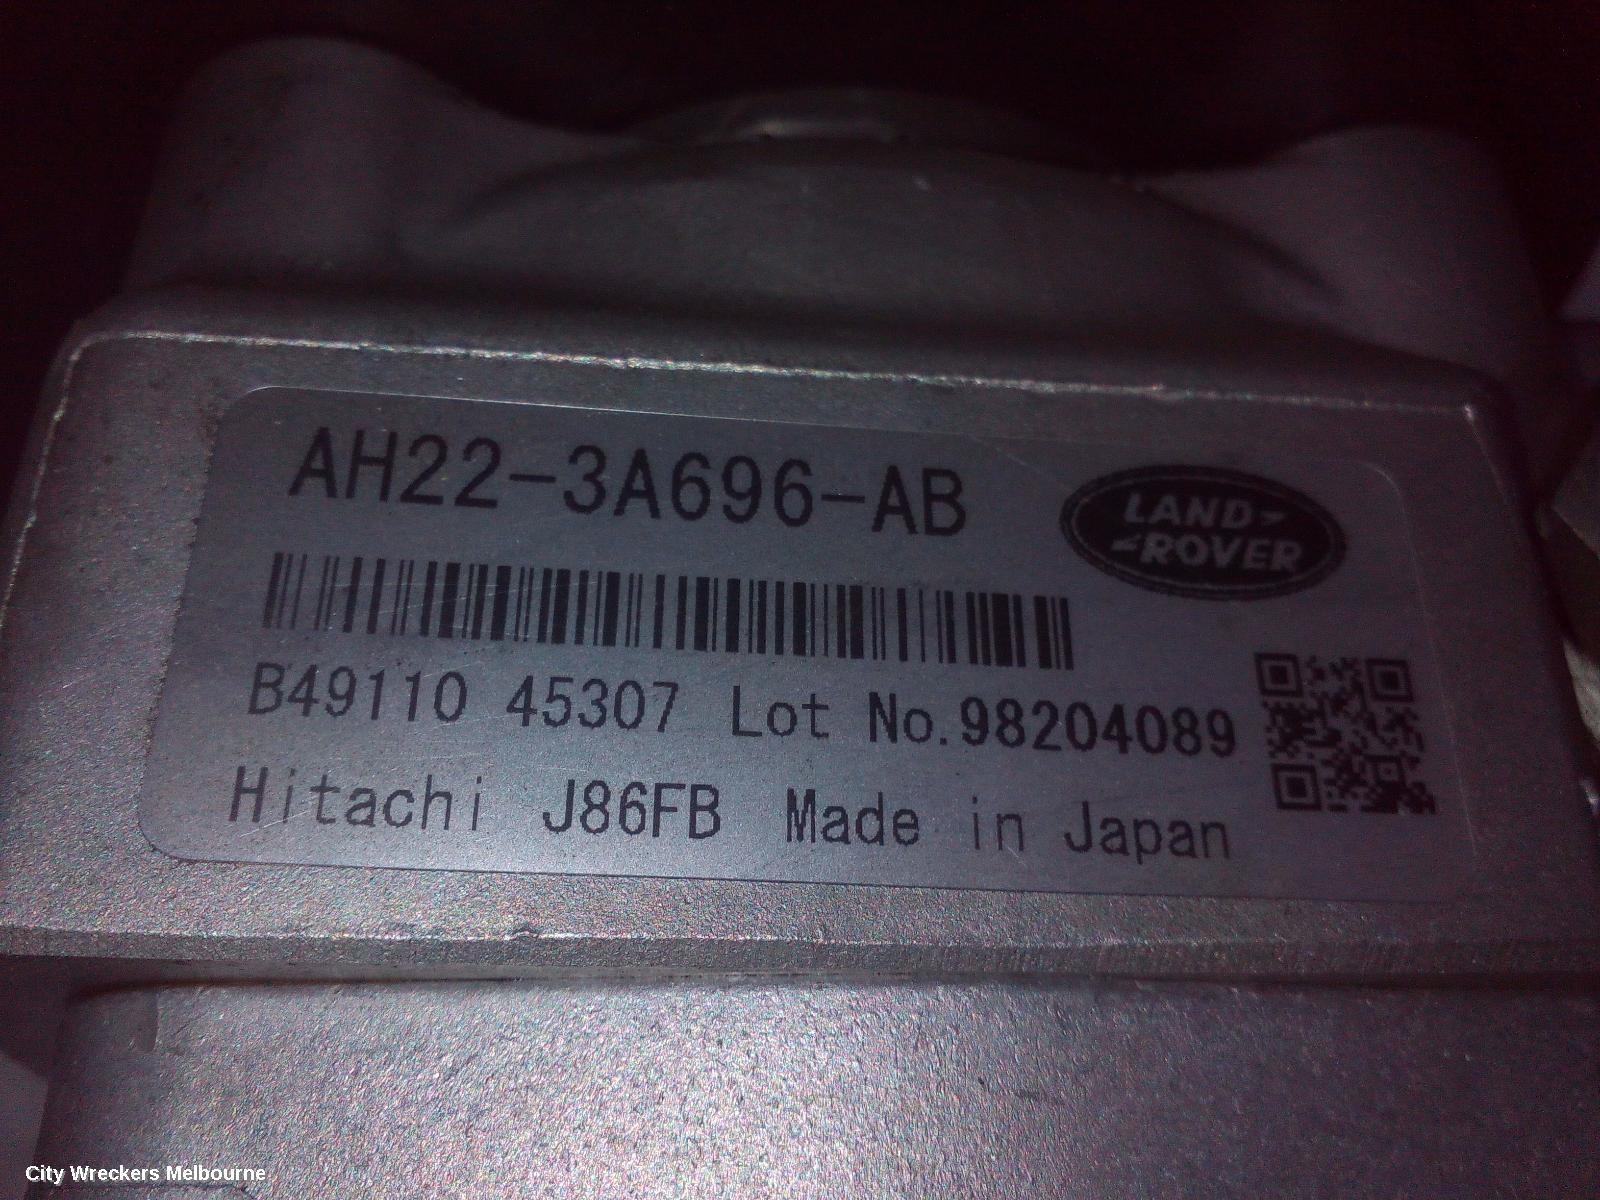 AH22-3A696-AB
LAND
ROVER
B49110 45307 Lot No.98204089
Hitachi J86FB Made in Japan
City Wreckers Melbourne